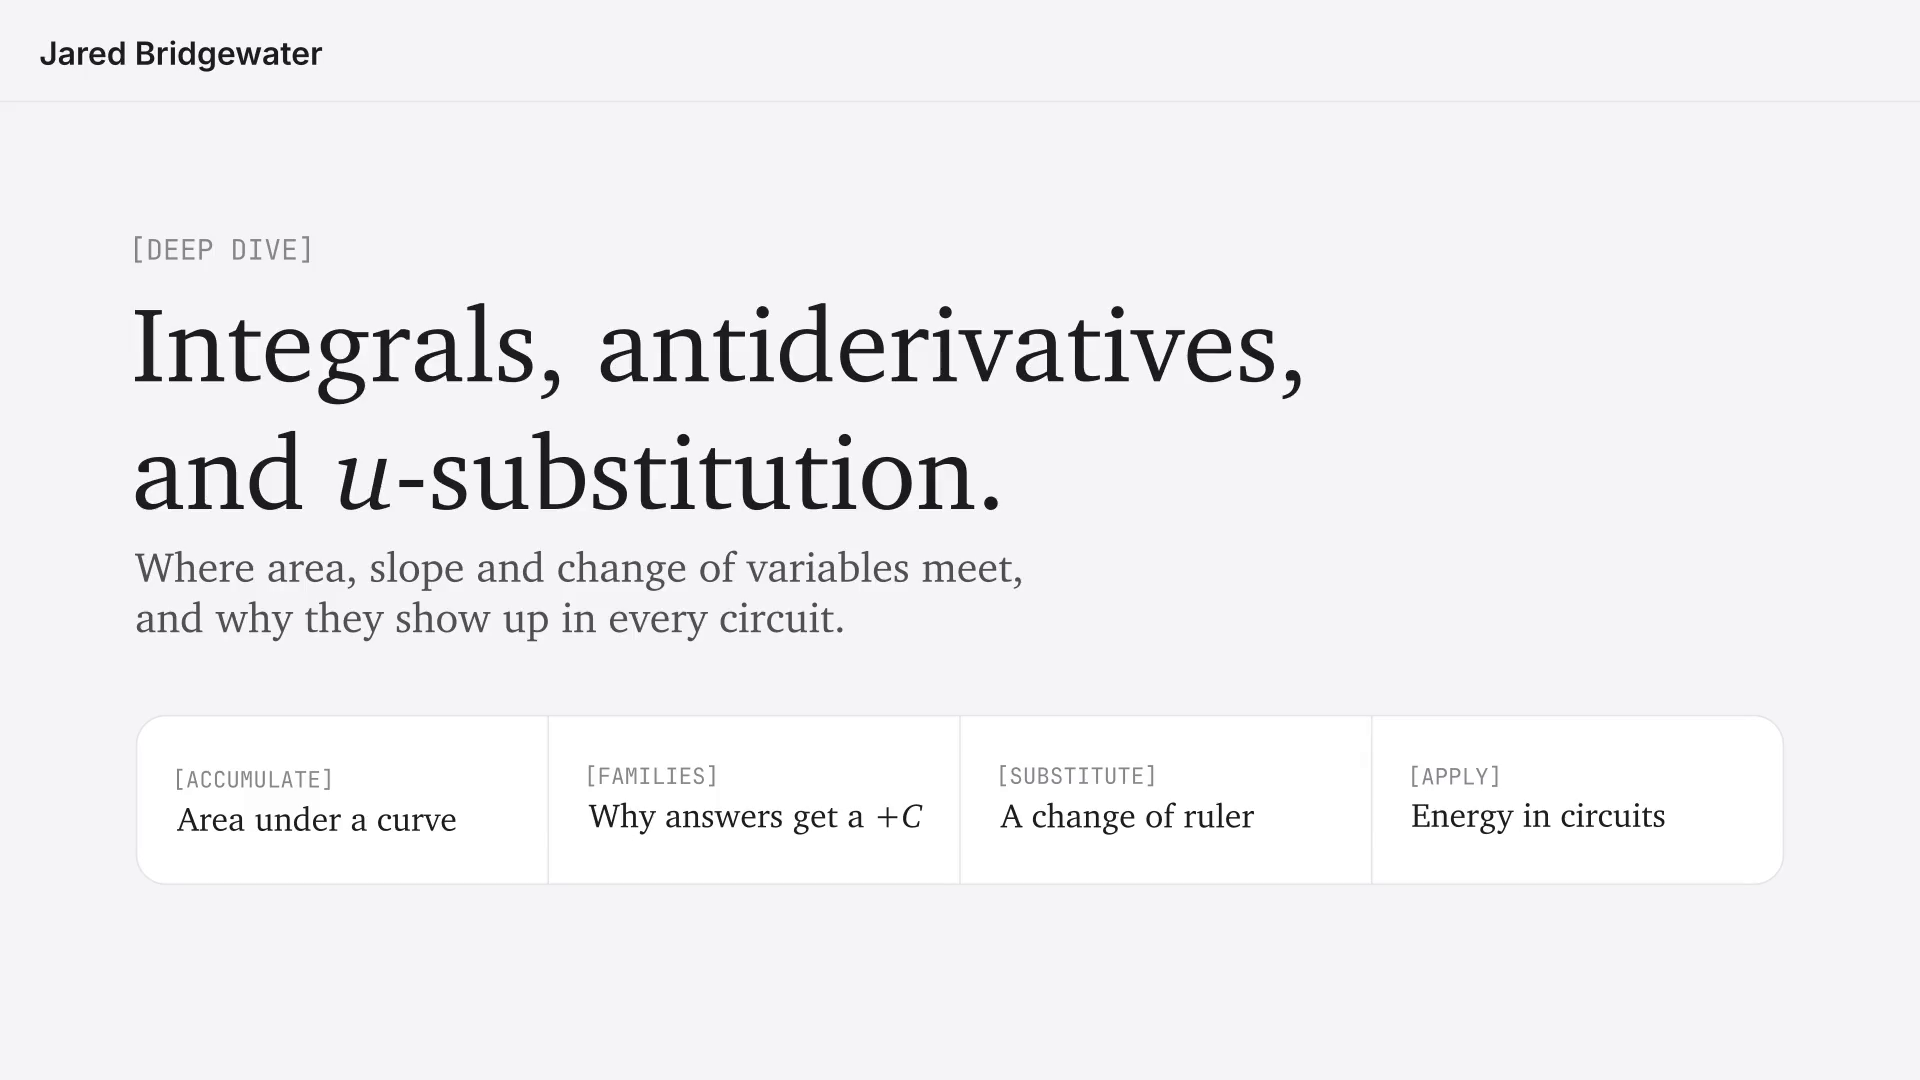 Jared Bridgewater
[DEEP DIVE]
Integrals, antiderivatives,
and u-substitution.
Where area, slope and change of variables meet,
and why they show up in every circuit.
[ACCUMULATE]
Area under a curve
[FAMILIES]
Why answers get a +C
[SUBSTITUTE]
A change of ruler
[APPLY]
Energy in circuits